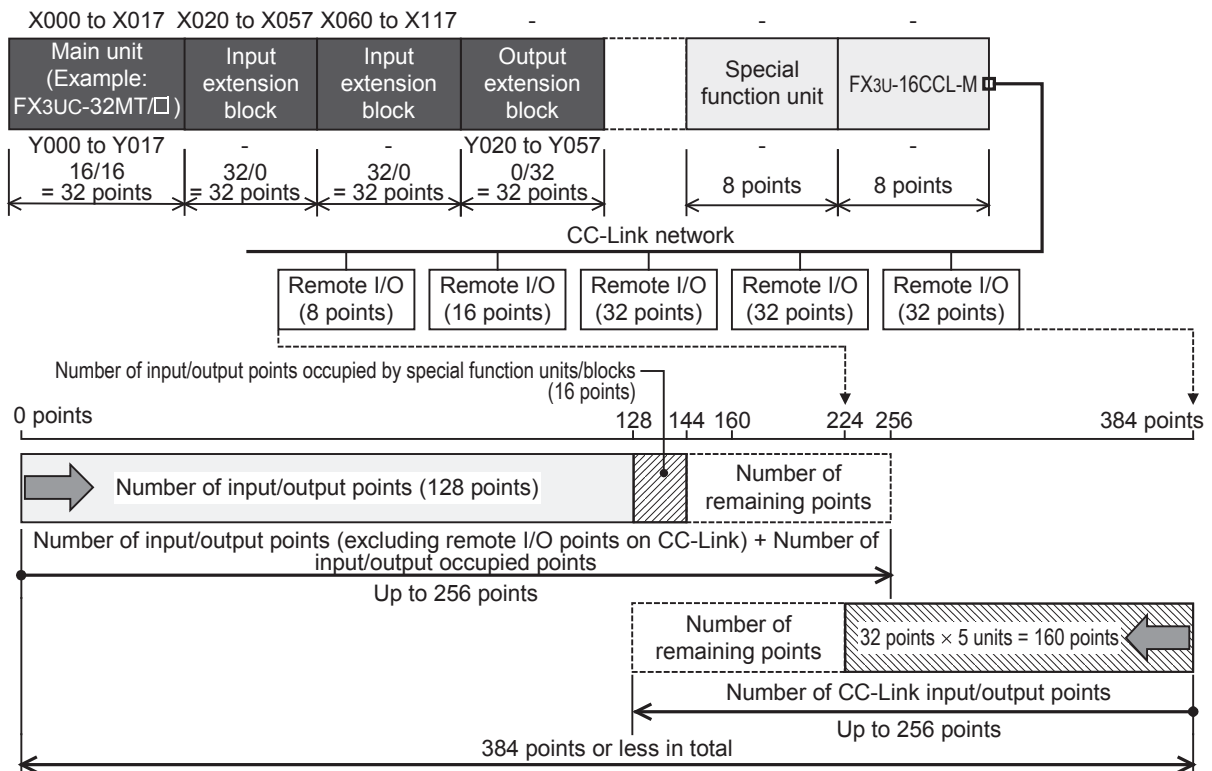 X000 to X017 X020 to X057 X060 to X117 - - -
Main unit
(Example:
FX3UC-32MT/□)
Input
extension
block
Input
extension
block
Output
extension
block
Special
function unit
FX3U-16CCL-M
Y000 to Y017 - - Y020 to Y057 - -
16/16
= 32 points
32/0
= 32 points
32/0
= 32 points
0/32
= 32 points
8 points
8 points
CC-Link network
Remote I/O
(8 points)
Remote I/O
(16 points)
Remote I/O
(32 points)
Remote I/O
(32 points)
Remote I/O
(32 points)
Number of input/output points occupied by special function units/blocks
(16 points)
0 points 128 144 160 224 256 384 points
Number of input/output points (128 points)
Number of
remaining points
Number of input/output points (excluding remote I/O points on CC-Link) + Number of
input/output occupied points
Up to 256 points
Number of
remaining points
32 points × 5 units = 160 points
Number of CC-Link input/output points
Up to 256 points
384 points or less in total